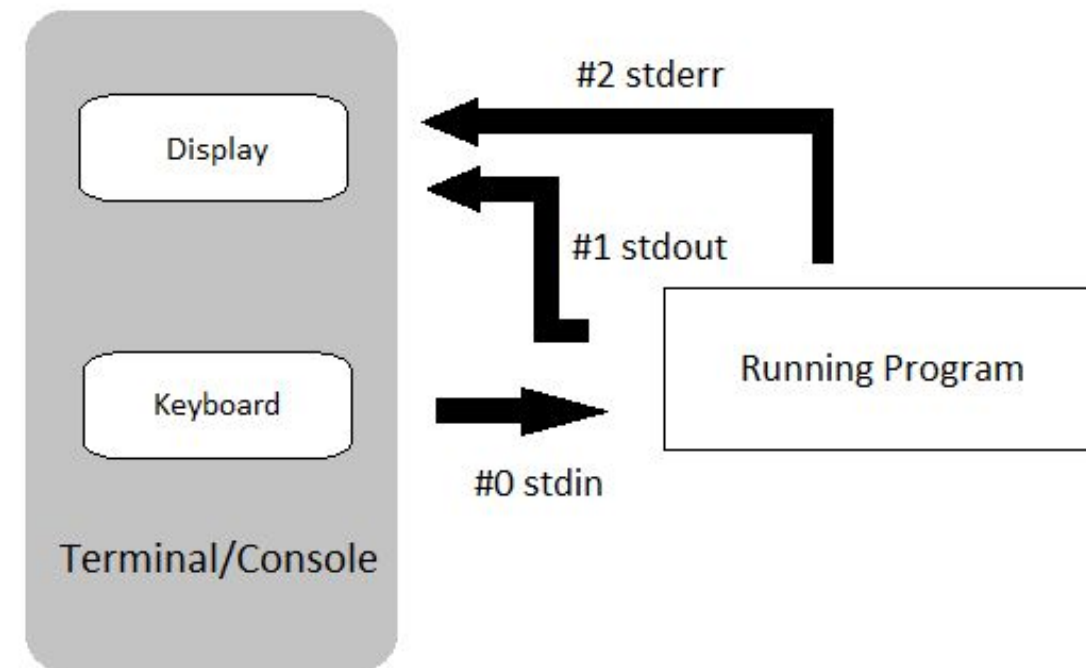 #2 stderr
Display
#1 stdout
Running Program
Keyboard
#0 stdin
Terminal/Console